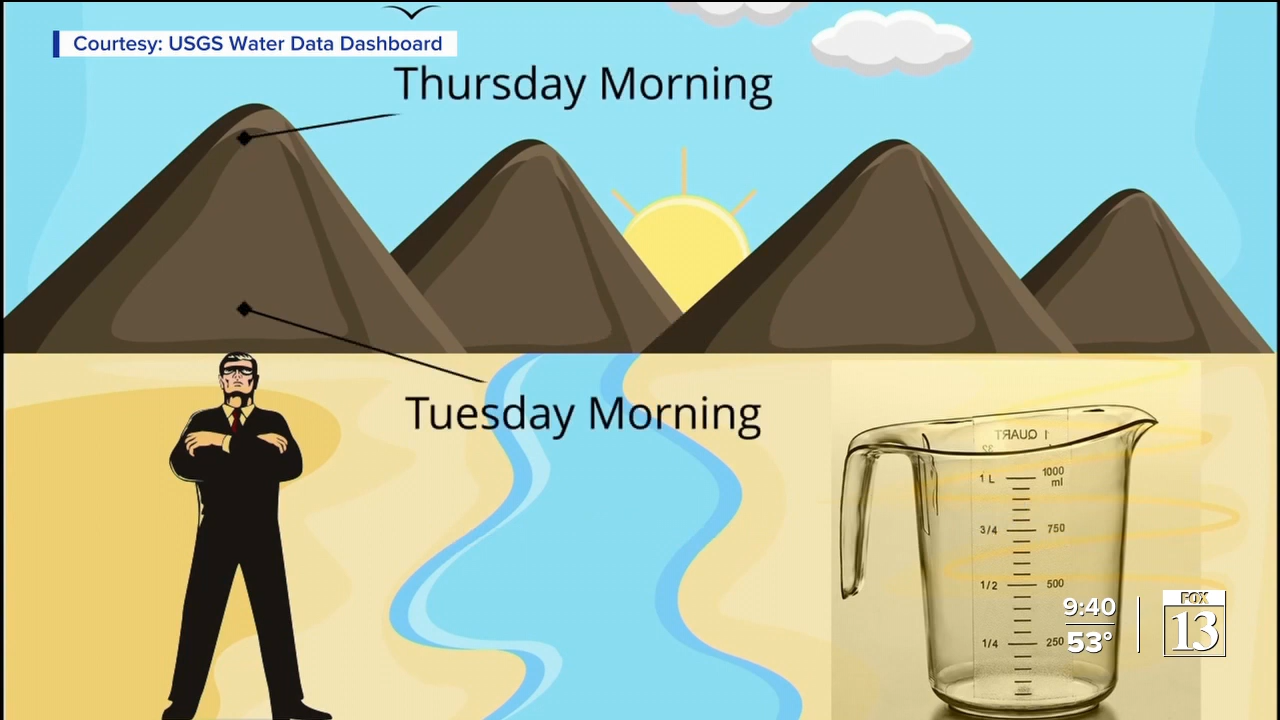 Courtesy: USGS Water Data Dashboard
Thursday Morning
Tuesday Morning
1 QUART
32
1 L
1000
ml
3/4
750
1/2
500
1/4
250
9:40
53°
FOX
13